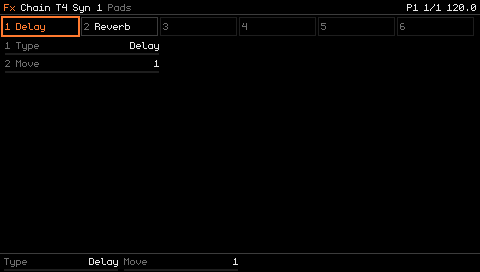 Fx Chain T4 Syn 1 Pads P1 1/1 120.0
1 Delay 2 Reverb 3 4 5 6
1 Type Delay
2 Move 1
Type Delay Move 1